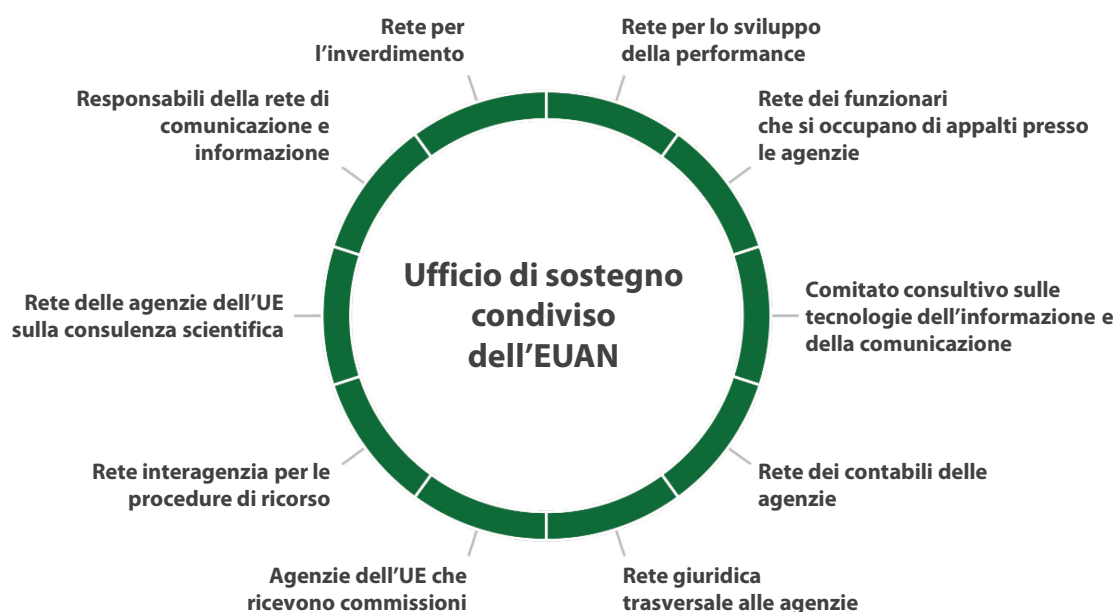 Rete per
l'inverdimento
Rete per lo sviluppo
della performance
Responsabili della rete di
comunicazione e
informazione
Rete dei funzionari
che si occupano di appalti presso
le agenzie
Ufficio di sostegno
condiviso
dell'EUAN
Rete delle agenzie dell'UE
sulla consulenza scientifica
Comitato consultivo sulle
tecnologie dell'informazione e
della comunicazione
Rete interagenzia per le
procedure di ricorso
Rete dei contabili delle
agenzie
Agenzie dell'UE che
ricevono commissioni
Rete giuridica
trasversale alle agenzie